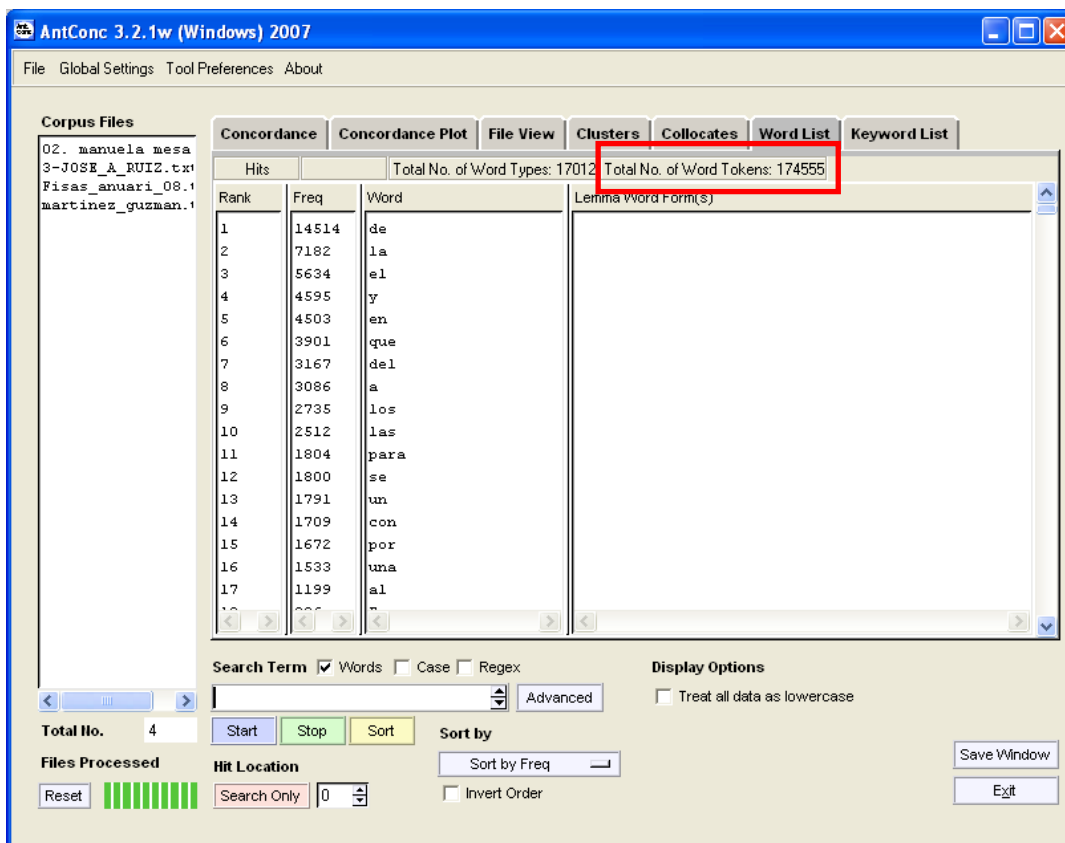 AntConc 3.2.1w (Windows) 2007
File Global Settings Tool Preferences About
Corpus Files
02. manuela mesa
3-JOSE_A_RUIZ.txt
Fisas_anuari_08.t
martinez_guzman.t
Concordance Concordance Plot File View Clusters Collocates Word List Keyword List
Hits Total No. of Word Types: 17012 Total No. of Word Tokens: 174555
Rank Freq Word Lemma Word Form(s)
1 14514 de
2 7182 la
3 5634 el
4 4595 y
5 4503 en
6 3901 que
7 3167 del
8 3086 a
9 2735 los
10 2512 las
11 1804 para
12 1800 se
13 1791 un
14 1709 con
15 1672 por
16 1533 una
17 1199 al
Search Term Words Case Regex
Advanced
Start Stop Sort
Display Options
Treat all data as lowercase
Total No. 4
Files Processed
Reset
Hit Location
Search Only 0
Sort by
Sort by Freq
Invert Order
Save Window
Exit